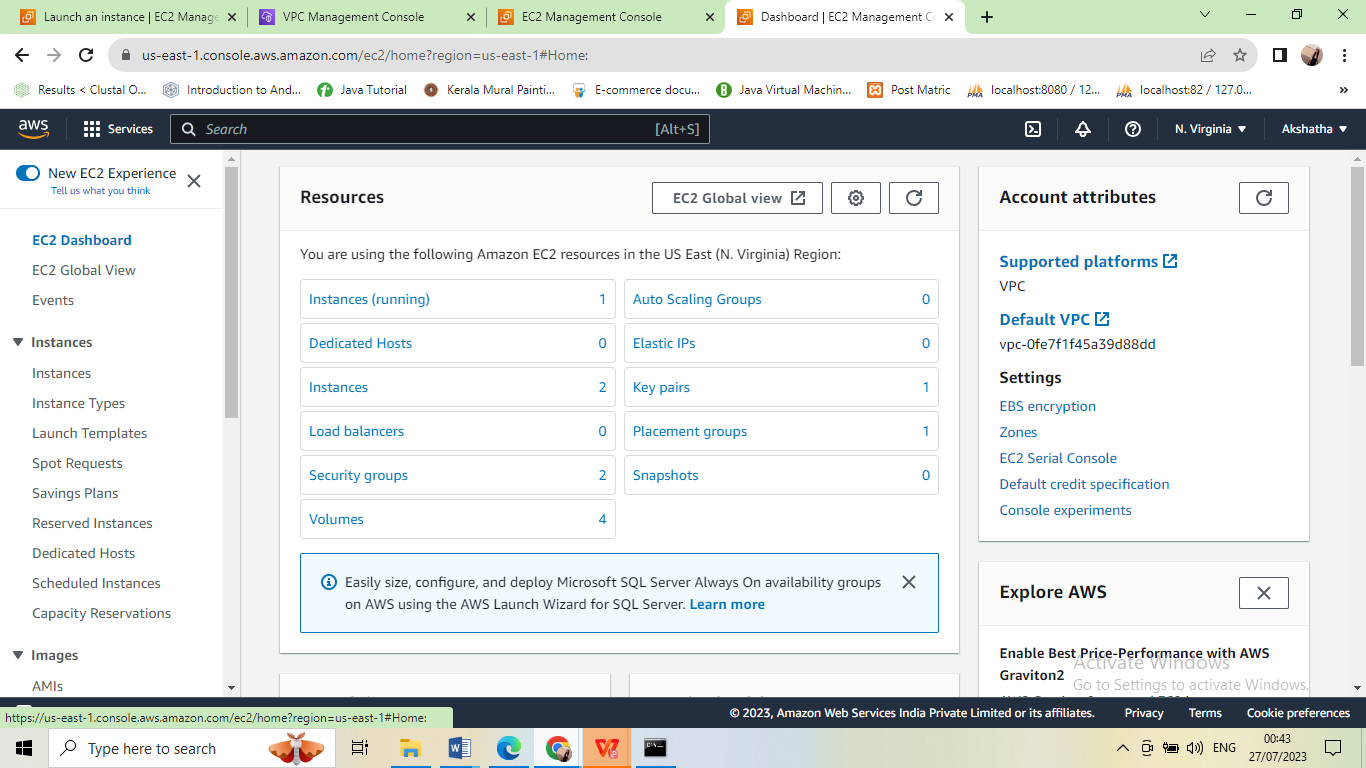 Launch an instance | EC2 Manage
VPC Management Console
EC2 Management Console
Dashboard | EC2 Management C
us-east-1.console.aws.amazon.com/ec2/home?region=us-east-1#Home:
Results < Clustal O...
Introduction to And...
Java Tutorial
Kerala Mural Painti...
E-commerce docu...
Java Virtual Machin...
Post Matric
localhost:8080 / 12...
localhost:82 / 127.0...
»
aws
Services
Search
[Alt+S]
N. Virginia
Akshatha
New EC2 Experience
Tell us what you think
EC2 Dashboard
EC2 Global View
Events
Instances
Instances
Instance Types
Launch Templates
Spot Requests
Savings Plans
Reserved Instances
Dedicated Hosts
Scheduled Instances
Capacity Reservations
Images
AMIs
Resources
EC2 Global view
You are using the following Amazon EC2 resources in the US East (N. Virginia) Region:
Instances (running) 1
Auto Scaling Groups 0
Dedicated Hosts 0
Elastic IPs 0
Instances 2
Key pairs 1
Load balancers 0
Placement groups 1
Security groups 2
Snapshots 0
Volumes 4
Easily size, configure, and deploy Microsoft SQL Server Always On availability groups
on AWS using the AWS Launch Wizard for SQL Server. Learn more
Account attributes
Supported platforms
VPC
Default VPC
vpc-0fe7f1f45a39d88dd
Settings
EBS encryption
Zones
EC2 Serial Console
Default credit specification
Console experiments
Explore AWS
Enable Best Price-Performance with AWS
Graviton2
Activate Windows
Go to Settings to activate Windows.
https://us-east-1.console.aws.amazon.com/ec2/home?region=us-east-1#Home:
© 2023, Amazon Web Services India Private Limited or its affiliates.
Privacy
Terms
Cookie preferences
Type here to search
ENG
00:43
27/07/2023